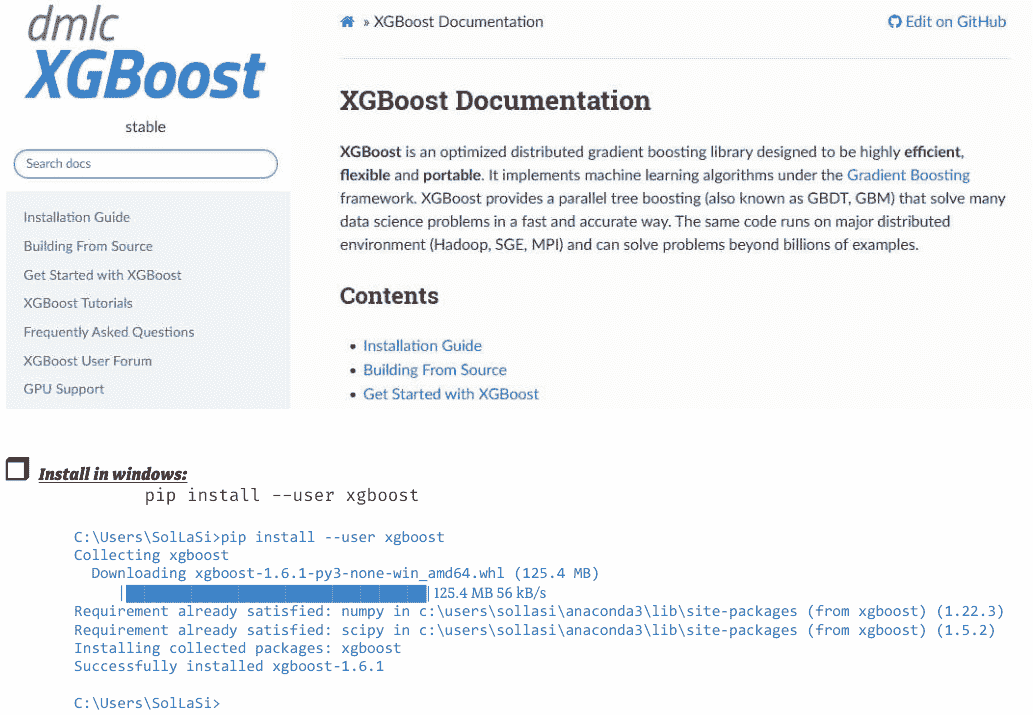 dmlc
XGBoost
stable
Search docs
Installation Guide
Building From Source
Get Started with XGBoost
XGBoost Tutorials
Frequently Asked Questions
XGBoost User Forum
GPU Support
» XGBoost Documentation
Edit on GitHub
XGBoost Documentation
XGBoost is an optimized distributed gradient boosting library designed to be highly efficient,
flexible and portable. It implements machine learning algorithms under the Gradient Boosting
framework. XGBoost provides a parallel tree boosting (also known as GBDT, GBM) that solve many
data science problems in a fast and accurate way. The same code runs on major distributed
environment (Hadoop, SGE, MPI) and can solve problems beyond billions of examples.
Contents
• Installation Guide
• Building From Source
• Get Started with XGBoost
Install in windows:
pip install --user xgboost
C:\Users\SolLaSi>pip install --user xgboost
Collecting xgboost
Downloading xgboost-1.6.1-py3-none-win_amd64.whl (125.4 MB)
|████████████████████████████████| 125.4 MB 56 kB/s
Requirement already satisfied: numpy in c:\users\sollasi\anaconda3\lib\site-packages (from xgboost) (1.22.3)
Requirement already satisfied: scipy in c:\users\sollasi\anaconda3\lib\site-packages (from xgboost) (1.5.2)
Installing collected packages: xgboost
Successfully installed xgboost-1.6.1
C:\Users\SolLaSi>